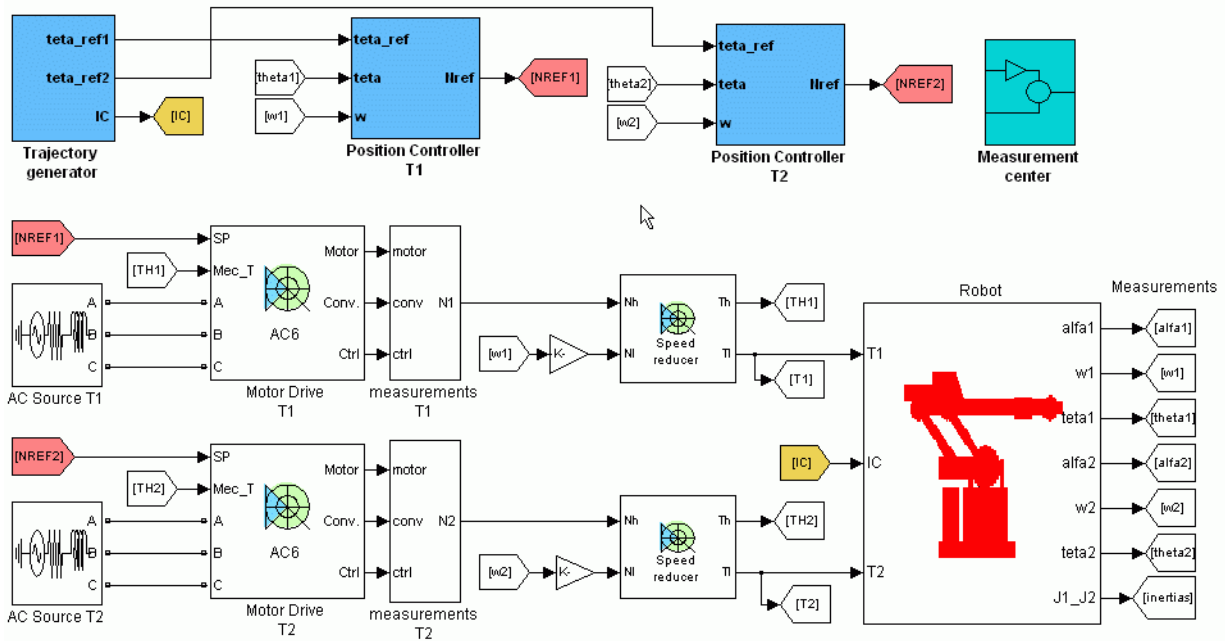 teta_ref1
teta_ref2
IC
Trajectory
generator
[IC]
teta_ref
[theta1]
teta
Nref
[w1]
w
Position Controller
T1
[NREF1]
teta_ref
[theta2]
teta
Nref
[w2]
w
Position Controller
T2
[NREF2]
Measurement
center
[NREF1]
SP
[TH1]
Mec_T
A
B
C
AC Source T1
A
B
C
AC6
Motor
Conv.
Ctrl
Motor Drive
T1
motor
conv
ctrl
N1
measurements
T1
[w1]
K-
Nh
Nl
Speed
reducer
Th
Tl
[TH1]
[T1]
[NREF2]
SP
[TH2]
Mec_T
A
B
C
AC Source T2
A
B
C
AC6
Motor
Conv.
Ctrl
Motor Drive
T2
motor
conv
ctrl
N2
measurements
T2
[w2]
K-
Nh
Nl
Speed
reducer
Th
Tl
[TH2]
[T2]
Robot
T1
[IC]
IC
T2
alfa1
w1
teta1
alfa2
w2
teta2
J1_J2
Measurements
[alfa1]
[w1]
[theta1]
[alfa2]
[w2]
[theta2]
[inertias]